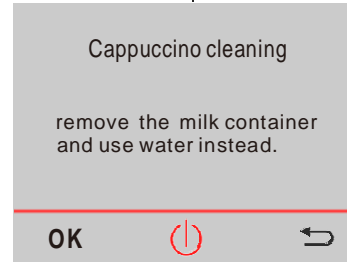 Cappuccino cleaning
remove the milk container
and use water instead.
OK